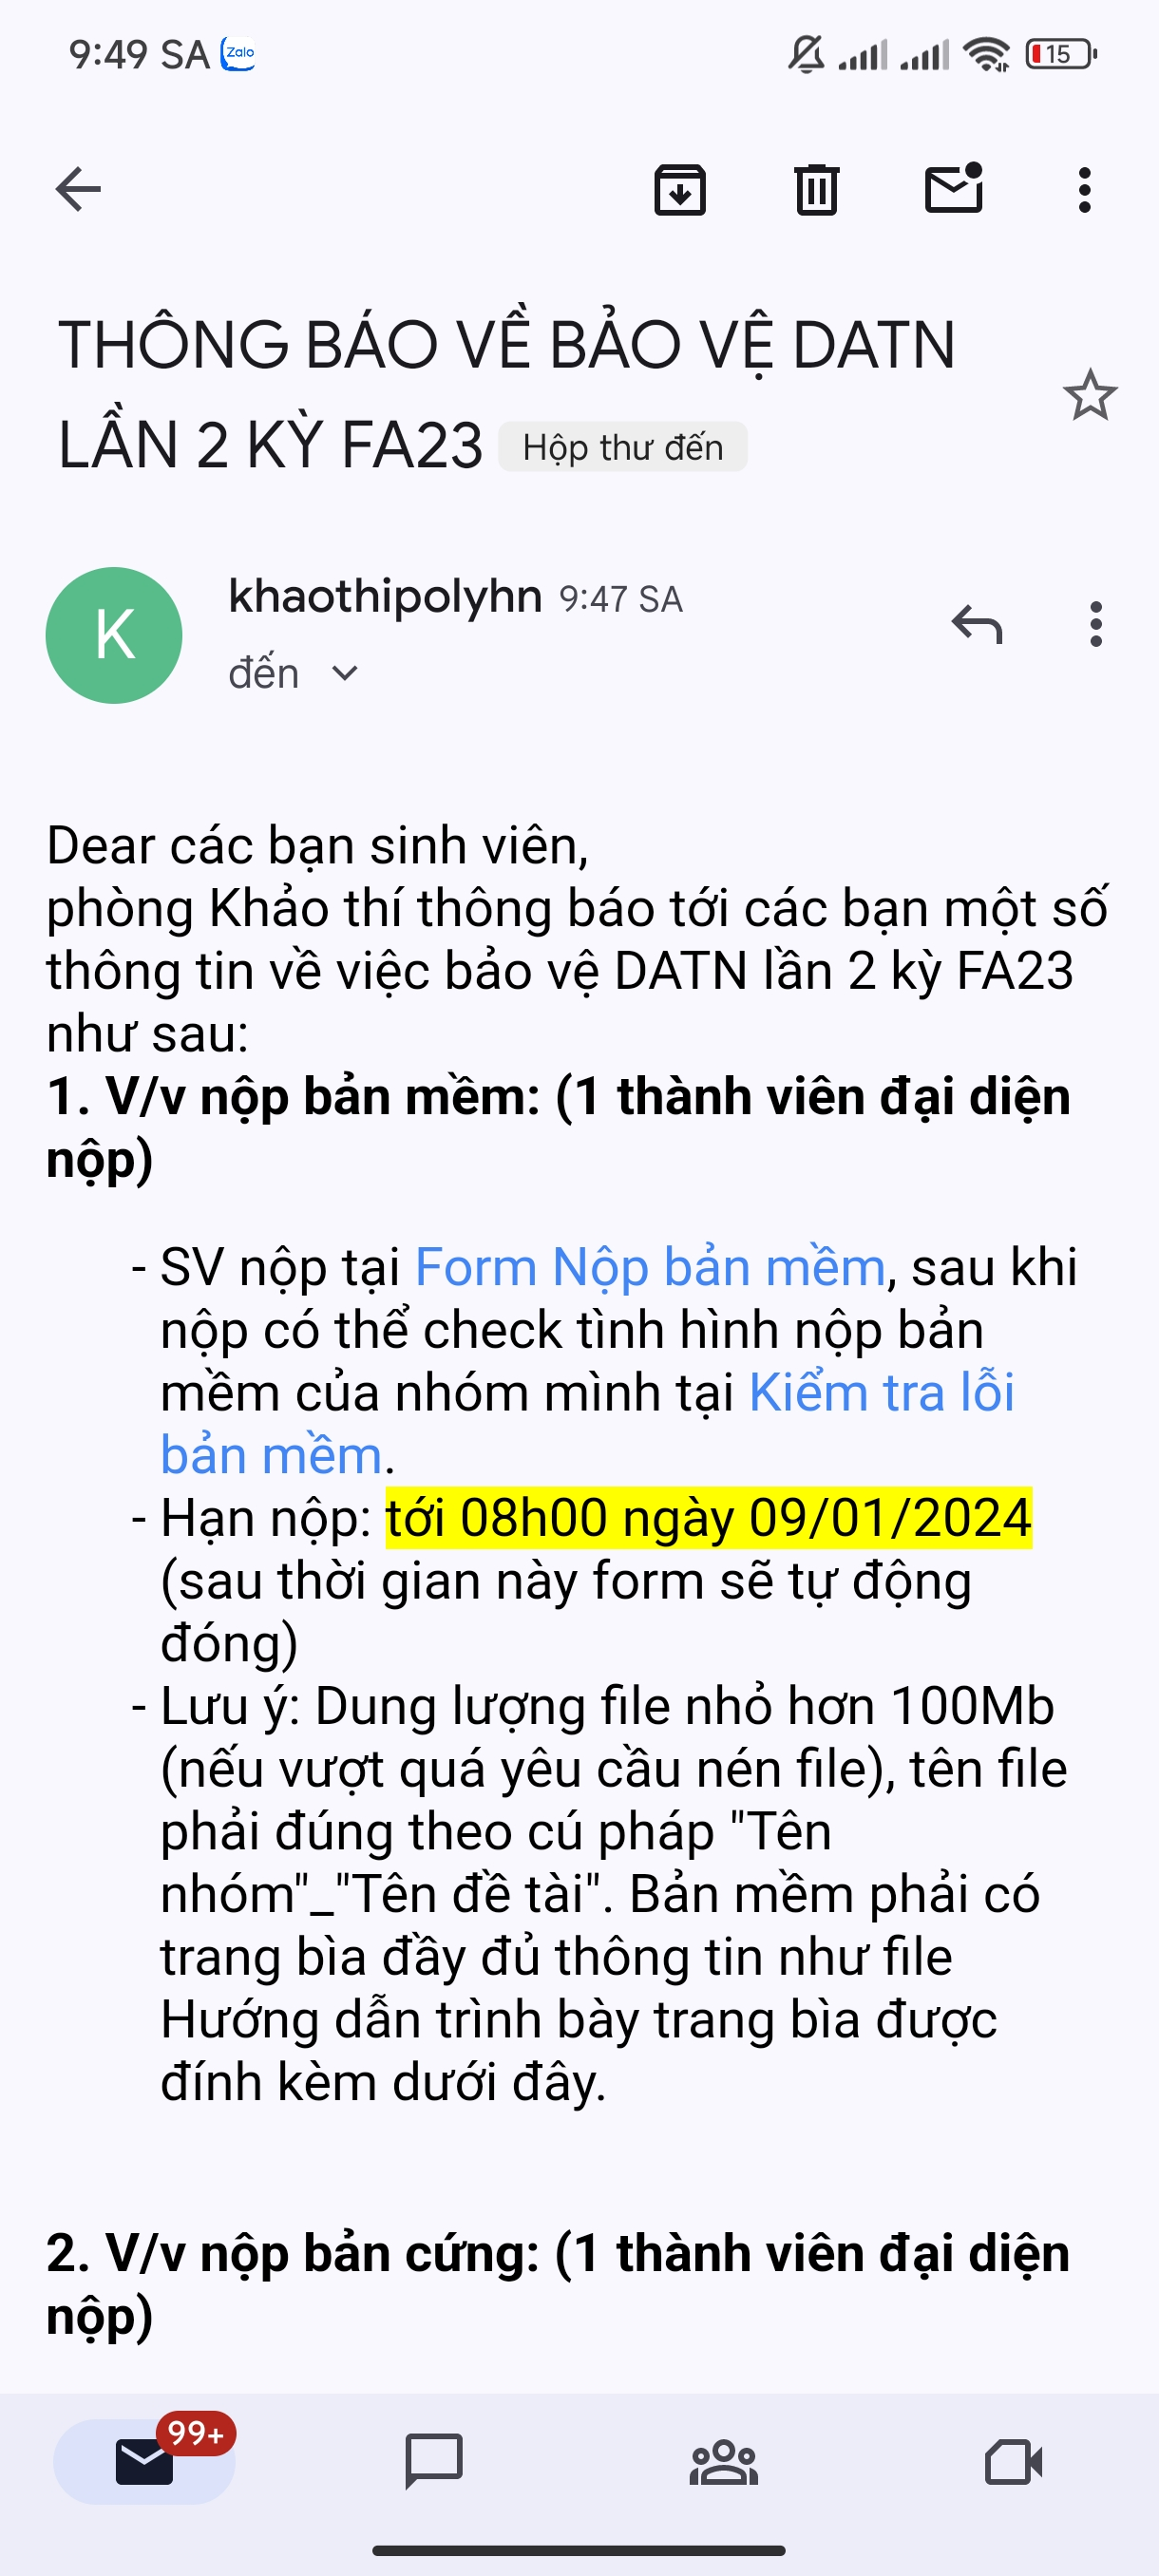 9:49 SA Zalo 15
THÔNG BÁO VỀ BẢO VỆ DATN
LẦN 2 KỲ FA23 Hộp thư đến
K
khaothipolyhn 9:47 SA
đến
Dear các bạn sinh viên,
phòng Khảo thí thông báo tới các bạn một số
thông tin về việc bảo vệ DATN lần 2 kỳ FA23
như sau:
1. V/v nộp bản mềm: (1 thành viên đại diện
nộp)
- SV nộp tại Form Nộp bản mềm, sau khi
nộp có thể check tình hình nộp bản
mềm của nhóm mình tại Kiểm tra lỗi
bản mềm.
- Hạn nộp: tới 08h00 ngày 09/01/2024
(sau thời gian này form sẽ tự động
đóng)
- Lưu ý: Dung lượng file nhỏ hơn 100Mb
(nếu vượt quá yêu cầu nén file), tên file
phải đúng theo cú pháp "Tên
nhóm"_"Tên đề tài". Bản mềm phải có
trang bìa đầy đủ thông tin như file
Hướng dẫn trình bày trang bìa được
đính kèm dưới đây.
2. V/v nộp bản cứng: (1 thành viên đại diện
nộp)
99+